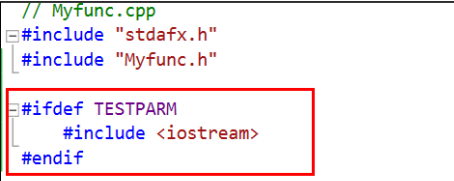 // Myfunc.cpp
#include "stdafx.h"
#include "Myfunc.h"
#ifdef TESTPARM
#include <iostream>
#endif